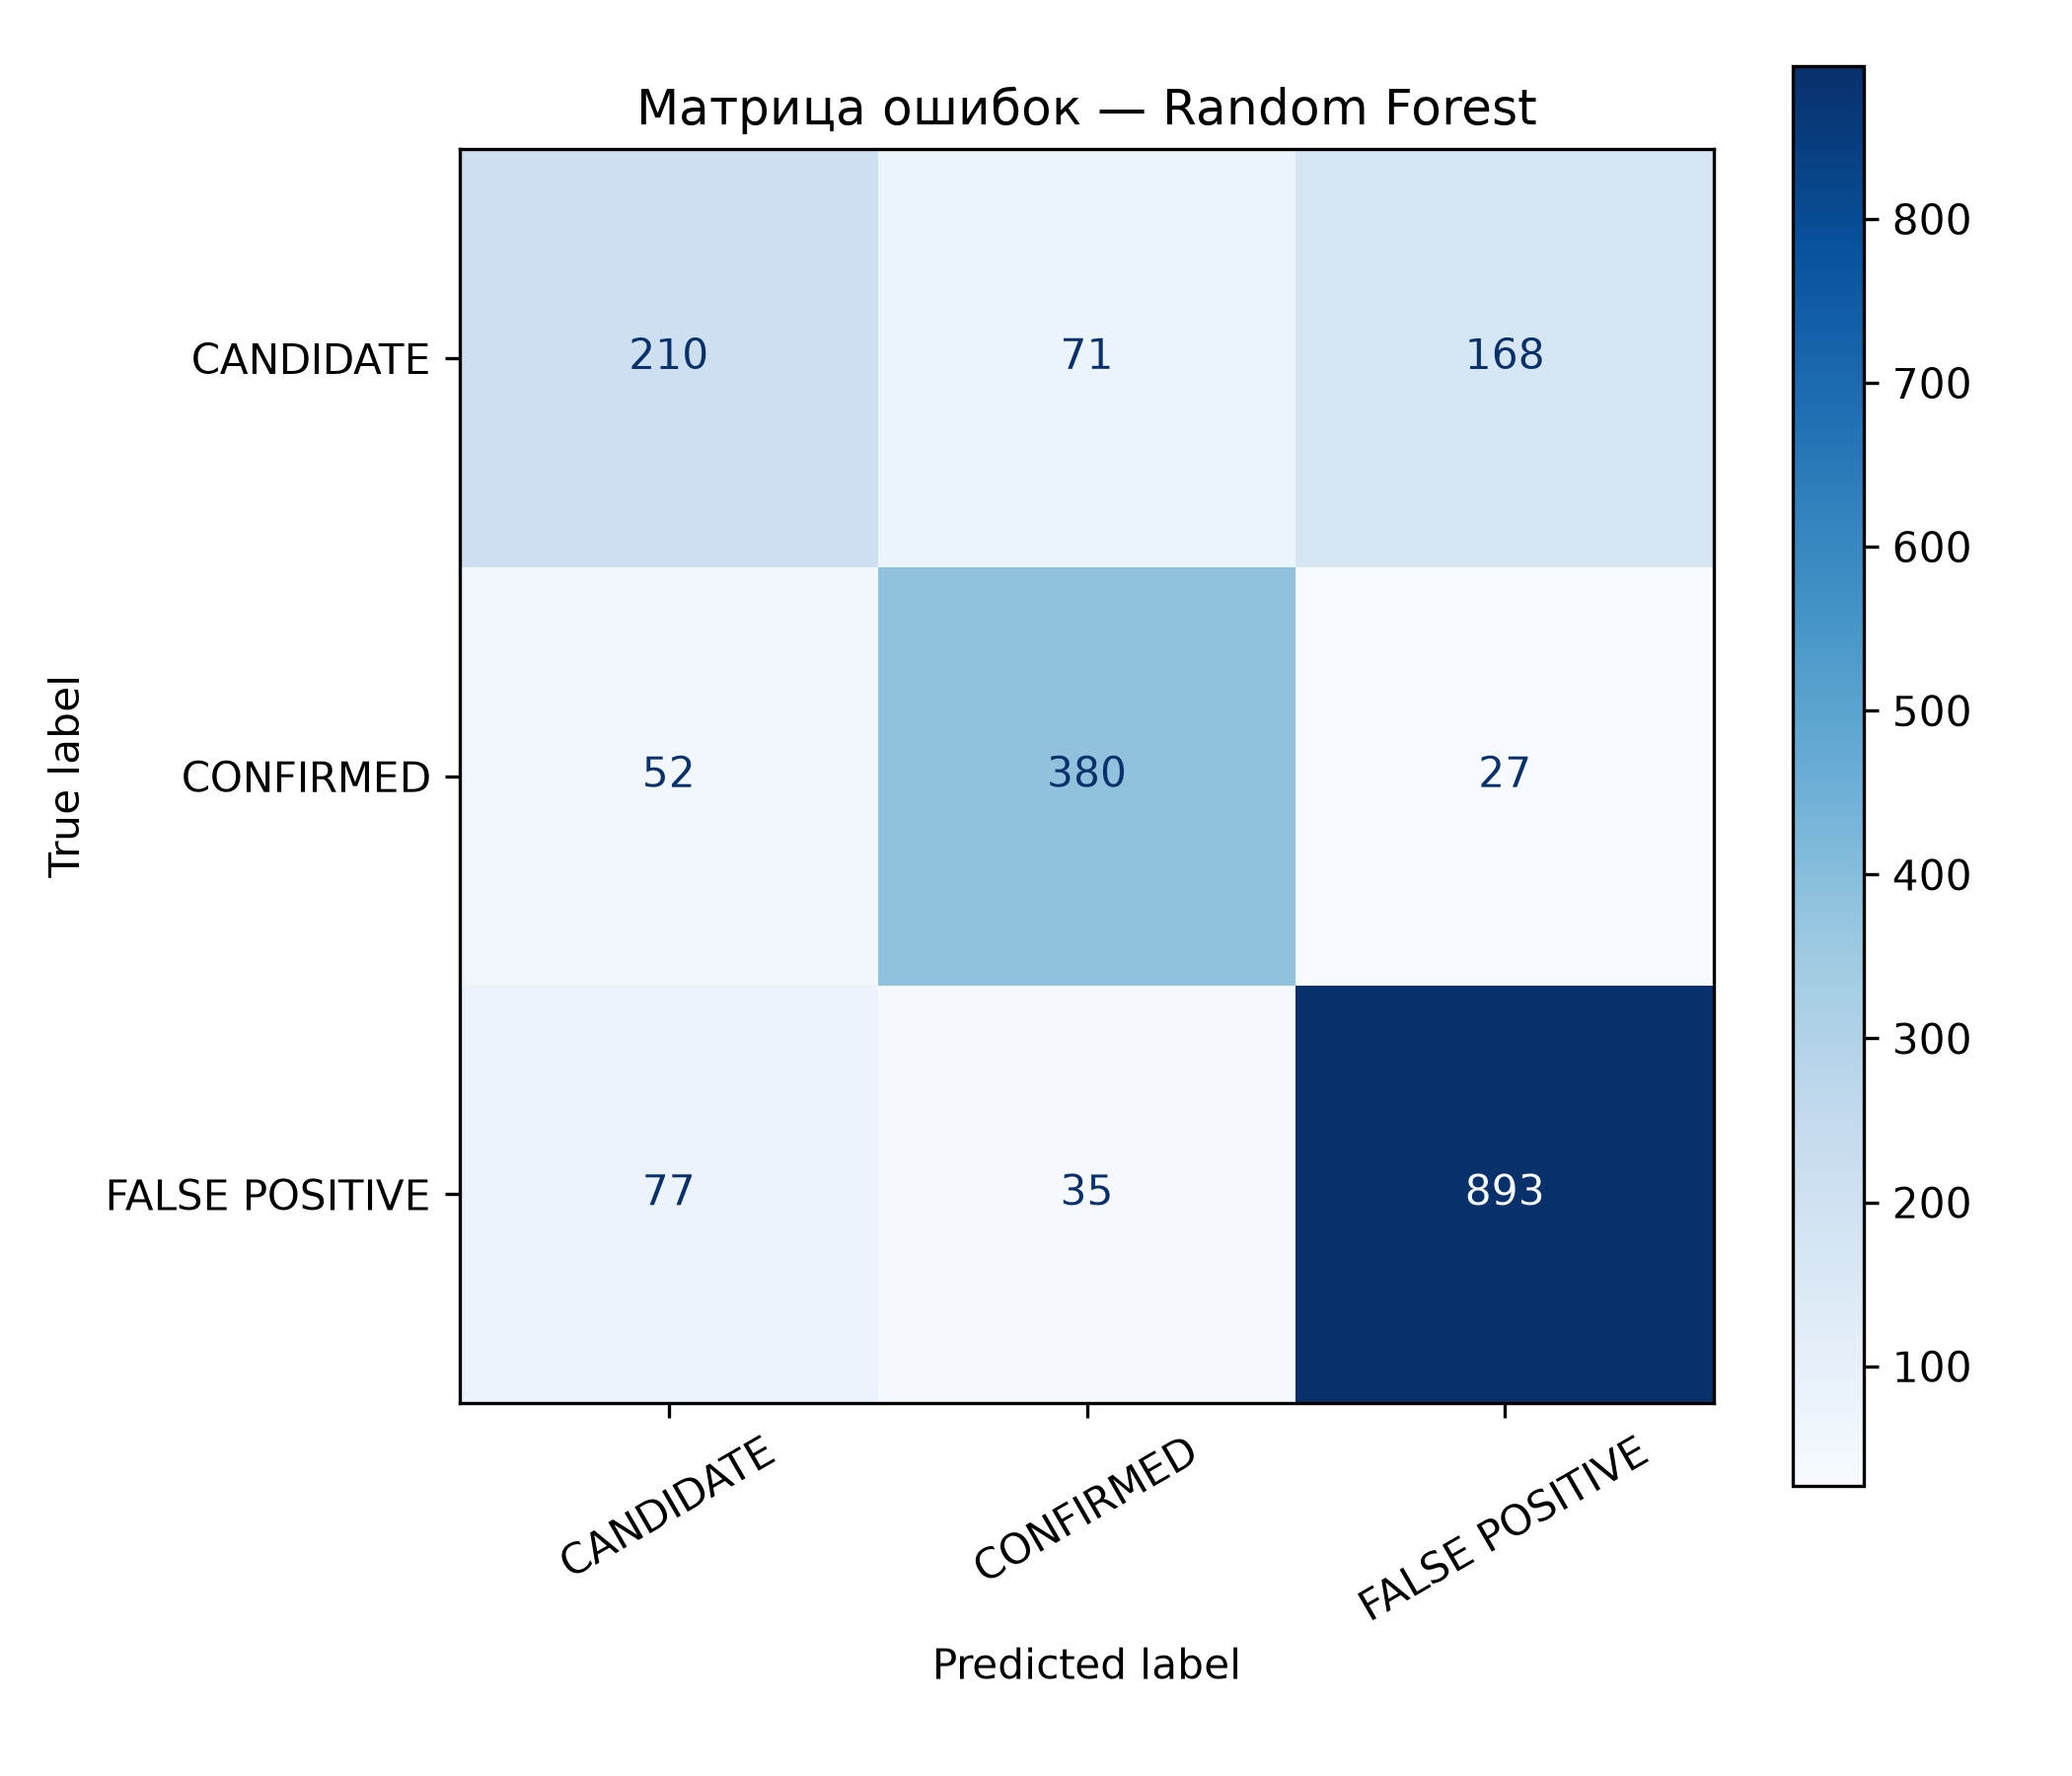 Матрица ошибок — Random Forest
True label
CANDIDATE
210
71
168
CONFIRMED
52
380
27
FALSE POSITIVE
77
35
893
CANDIDATE
CONFIRMED
FALSE POSITIVE
Predicted label
800
700
600
500
400
300
200
100